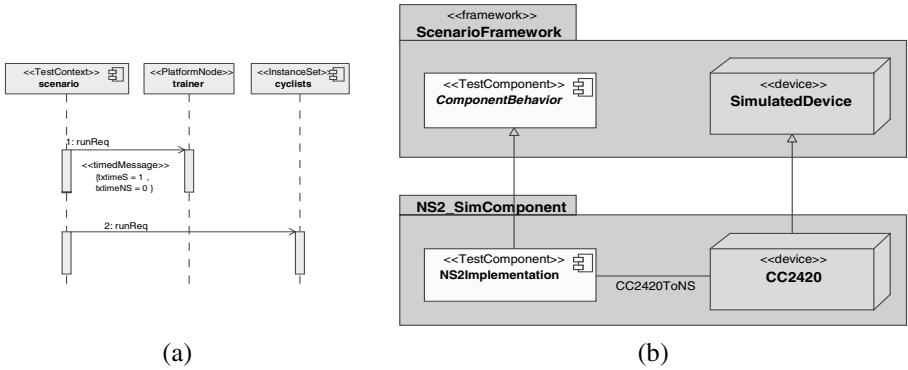 <<TestContext>>
scenario
<<PlatformNode>>
trainer
<<InstanceSet>>
cyclists
1: runReq
<<timedMessage>>
{txtimeS = 1 ,
txtimeNS = 0 }
2: runReq
(a)
<<framework>>
ScenarioFramework
<<TestComponent>>
ComponentBehavior
<<device>>
SimulatedDevice
NS2_SimComponent
<<TestComponent>>
NS2Implementation
CC2420ToNS
<<device>>
CC2420
(b)